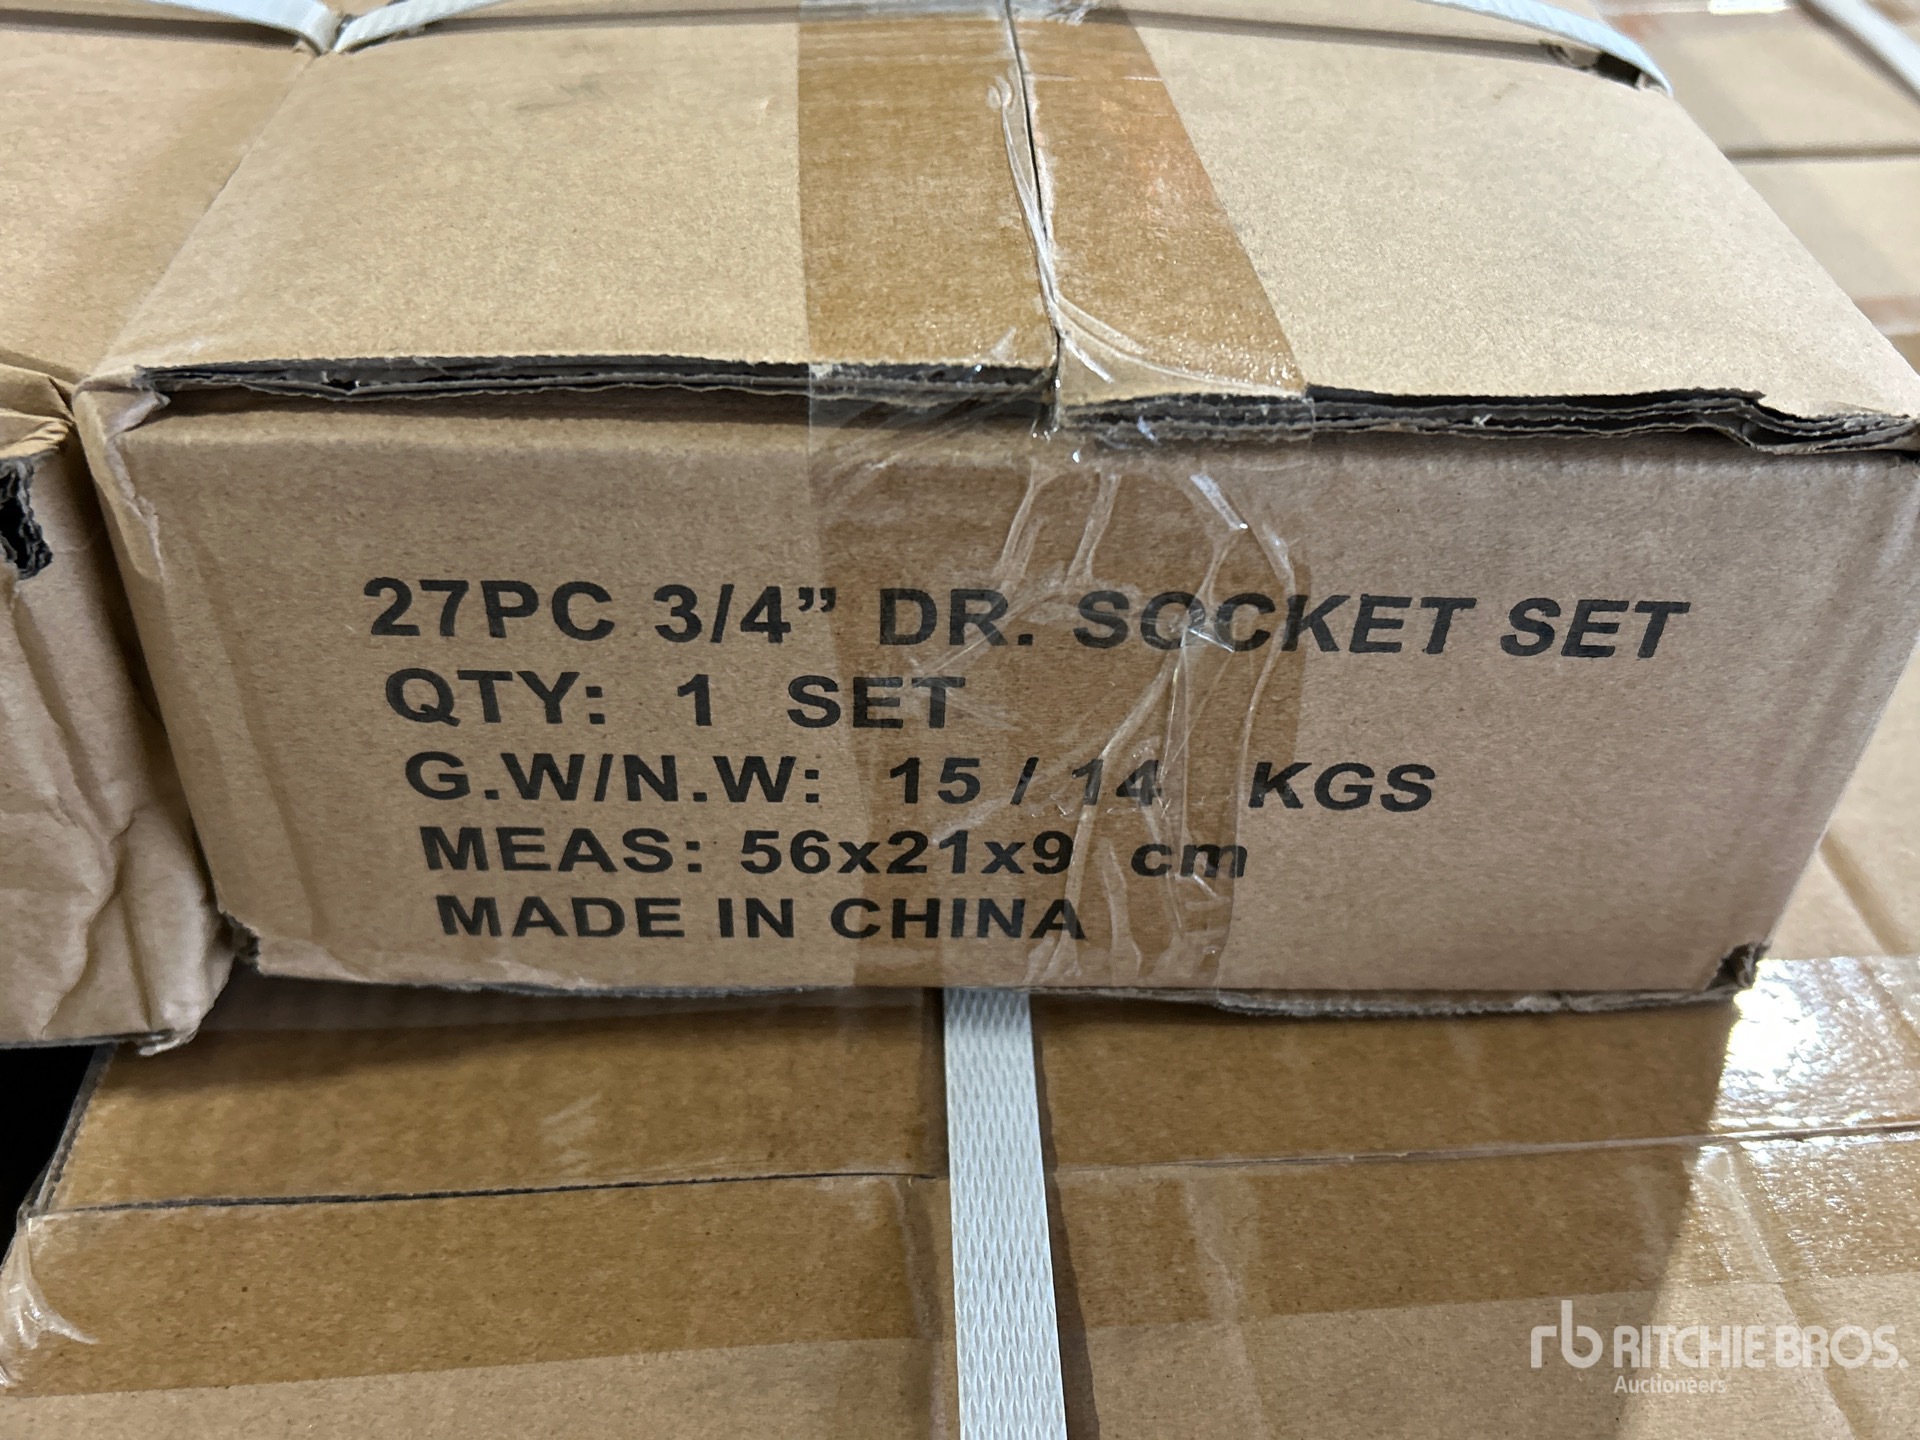 27PC 3/4” DR. SOCKET SET
QTY: 1 SET
G.W/N.W: 15 / 14 KGS
MEAS: 56x21x9 cm
MADE IN CHINA
rb RITCHIE BROS.
Auctioneers